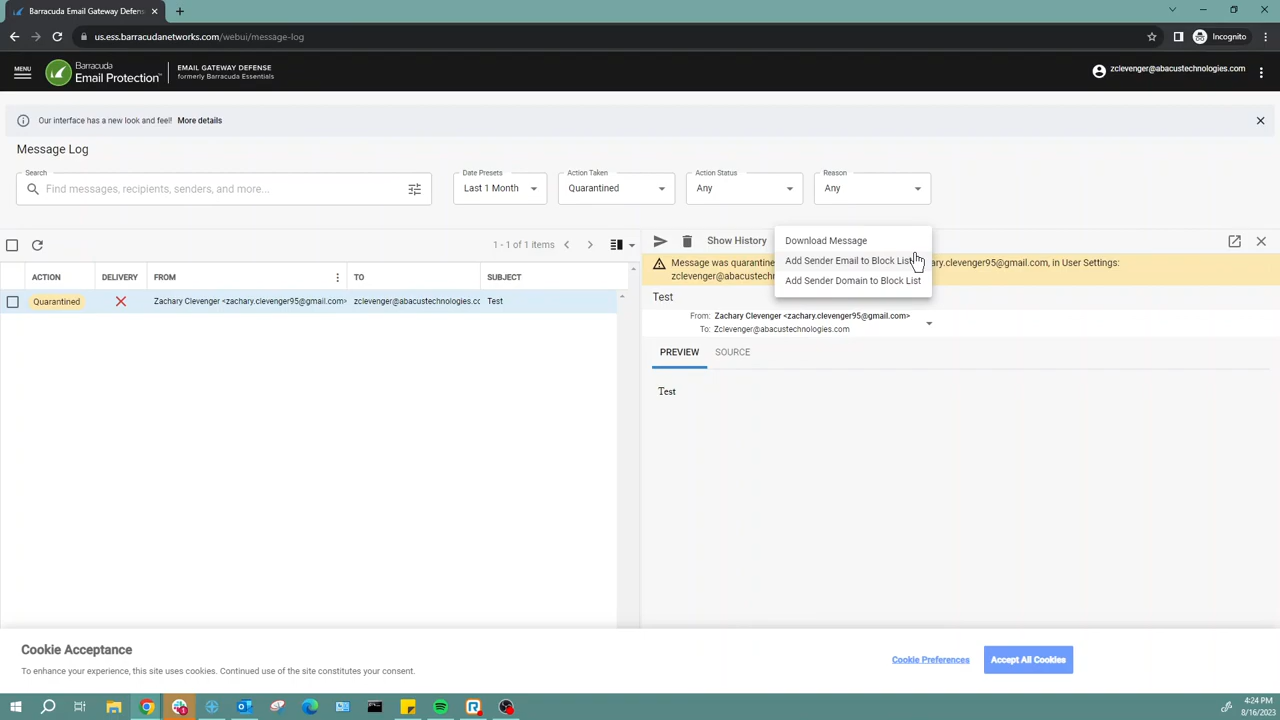 Barracuda Email Gateway Defens
us.ess.barracudanetworks.com/webui/message-log
Incognito
MENU
Barracuda
Email Protection
EMAIL GATEWAY DEFENSE
formerly Barracuda Essentials
zclevenger@abacustechnologies.com
Our interface has a new look and feel! More details
Message Log
Search
Find messages, recipients, senders, and more...
Date Presets
Last 1 Month
Action Taken
Quarantined
Action Status
Any
Reason
Any
1 - 1 of 1 items
Show History
Download Message
Add Sender Email to Block List
Add Sender Domain to Block List
Message was quarantine
ary.clevenger95@gmail.com, in User Settings:
zclevenger@abacustechn
ACTION DELIVERY FROM TO SUBJECT
Quarantined Zachary Clevenger <zachary.clevenger95@gmail.com> zclevenger@abacustechnologies.cc Test
Test
From: Zachary Clevenger <zachary.clevenger95@gmail.com>
To: Zclevenger@abacustechnologies.com
PREVIEW SOURCE
Test
Cookie Acceptance
To enhance your experience, this site uses cookies. Continued use of the site constitutes your consent.
Cookie Preferences
Accept All Cookies
4:24 PM
8/16/2023